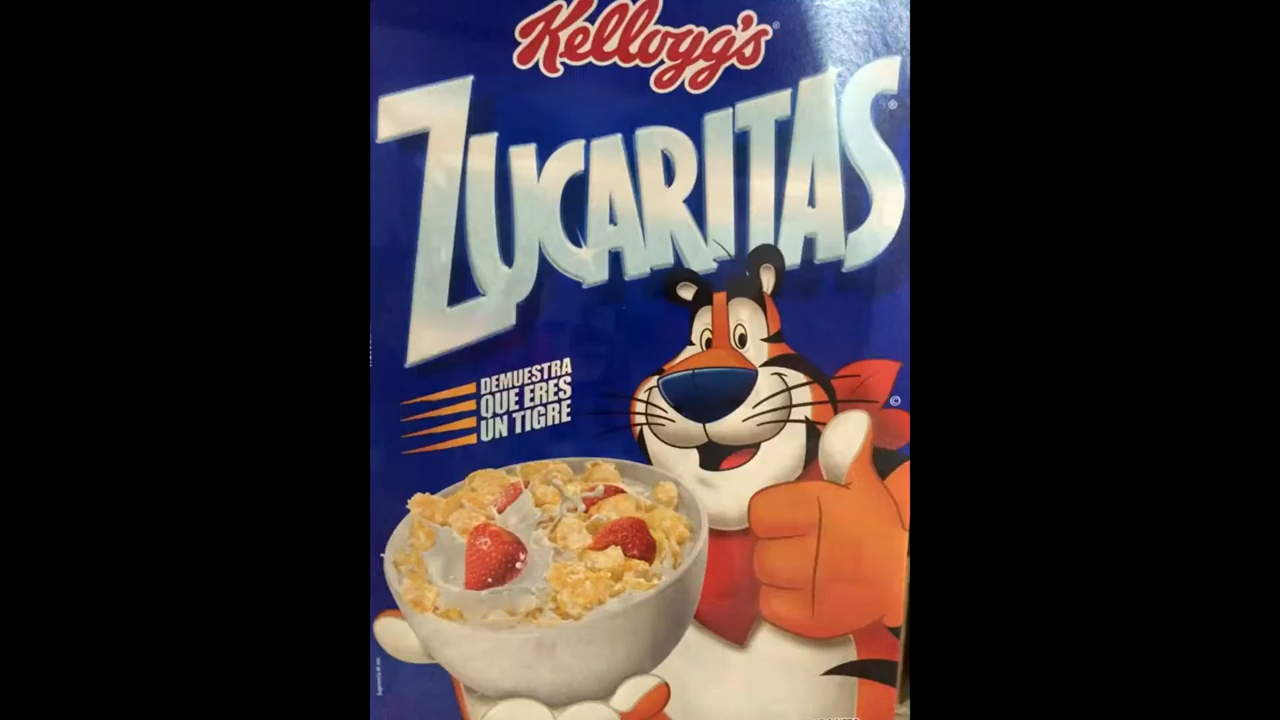 Kellogg's®
ZUCARITAS®
DEMUESTRA
QUE ERES
UN TIGRE
©